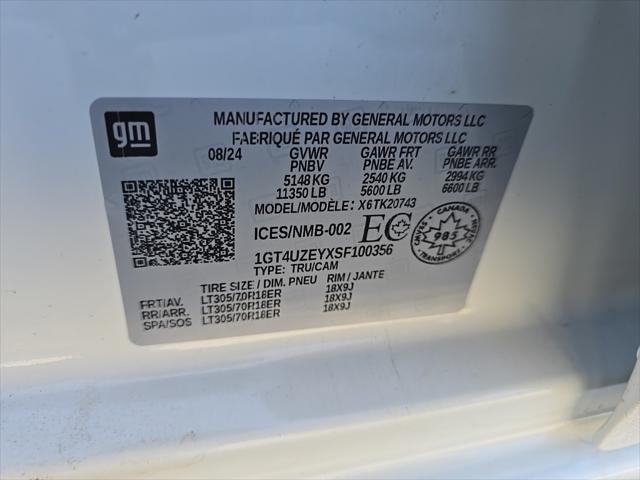 gm
MANUFACTURED BY GENERAL MOTORS LLC
FABRIQUÉ PAR GENERAL MOTORS LLC
08/24 GVWR GAWR FRT GAWR RR
PNBV PNBE AV. PNBE ARR.
5148 KG 2540 KG 2994 KG
11350 LB 5600 LB 6600 LB
MODEL/MODÈLE: X6TK20743
ICES/NMB-002 EC
CANADA
985
1GT4UZEYXSF100356
TYPE: TRU/CAM
TIRE SIZE / DIM. PNEU RIM / JANTE
FRT/AV. LT305/70R18ER 18X9J
RR/ARR. LT305/70R18ER 18X9J
SPA/SOS LT305/70R18ER 18X9J